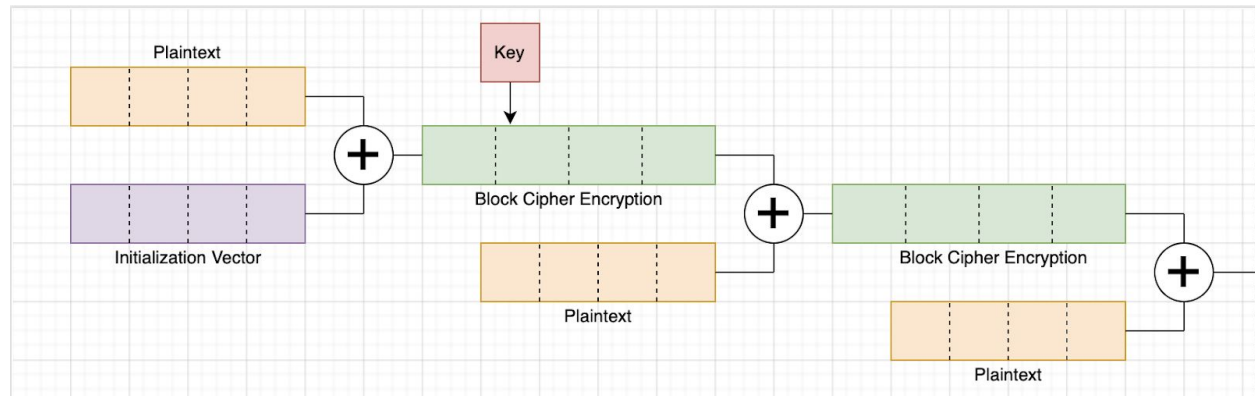 Plaintext
Key
Block Cipher Encryption
Initialization Vector
Block Cipher Encryption
Plaintext
Plaintext